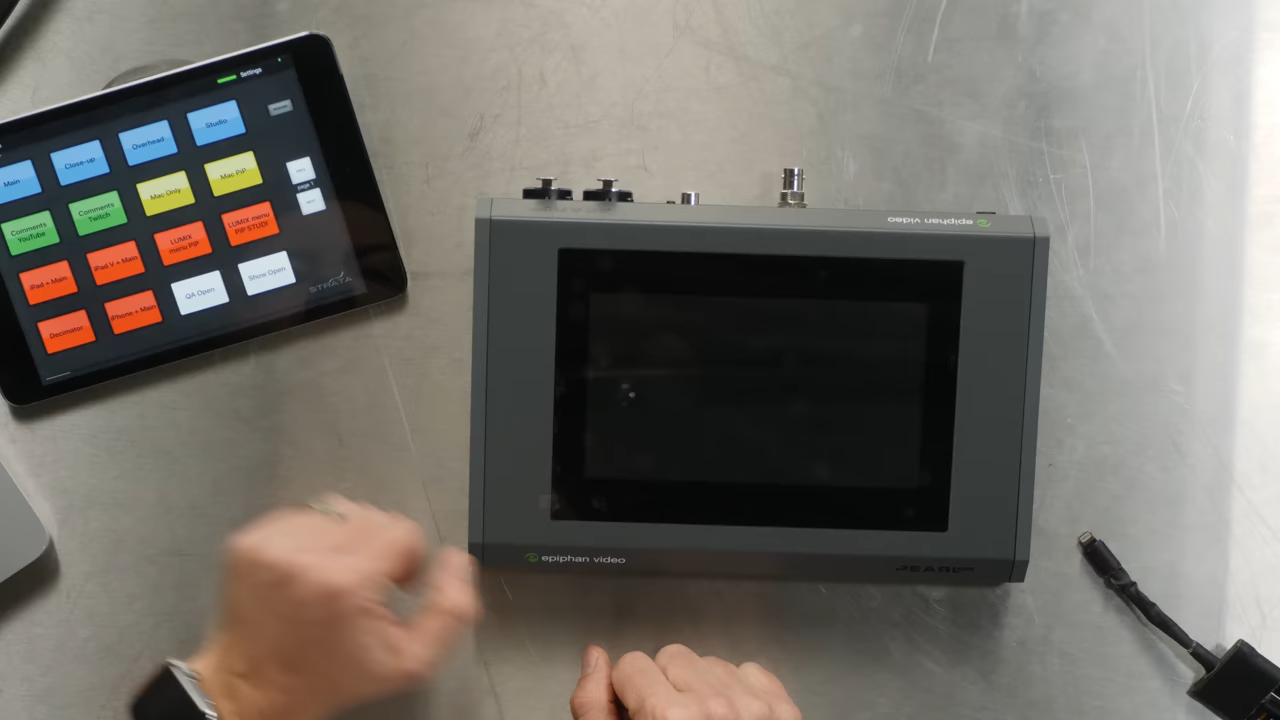 Settings
Main
Close-up
Overhead
Studio
Comments
YouTube
Comments
Twitch
Mac Only
Mac PiP
page 1
iPad + Main
iPad V + Main
LUMIX
menu PIP
LUMIX menu
PIP STUDI
Decimator
iPhone + Main
QA Open
Show Open
STRATA
epiphan video
epiphan video
PEARL